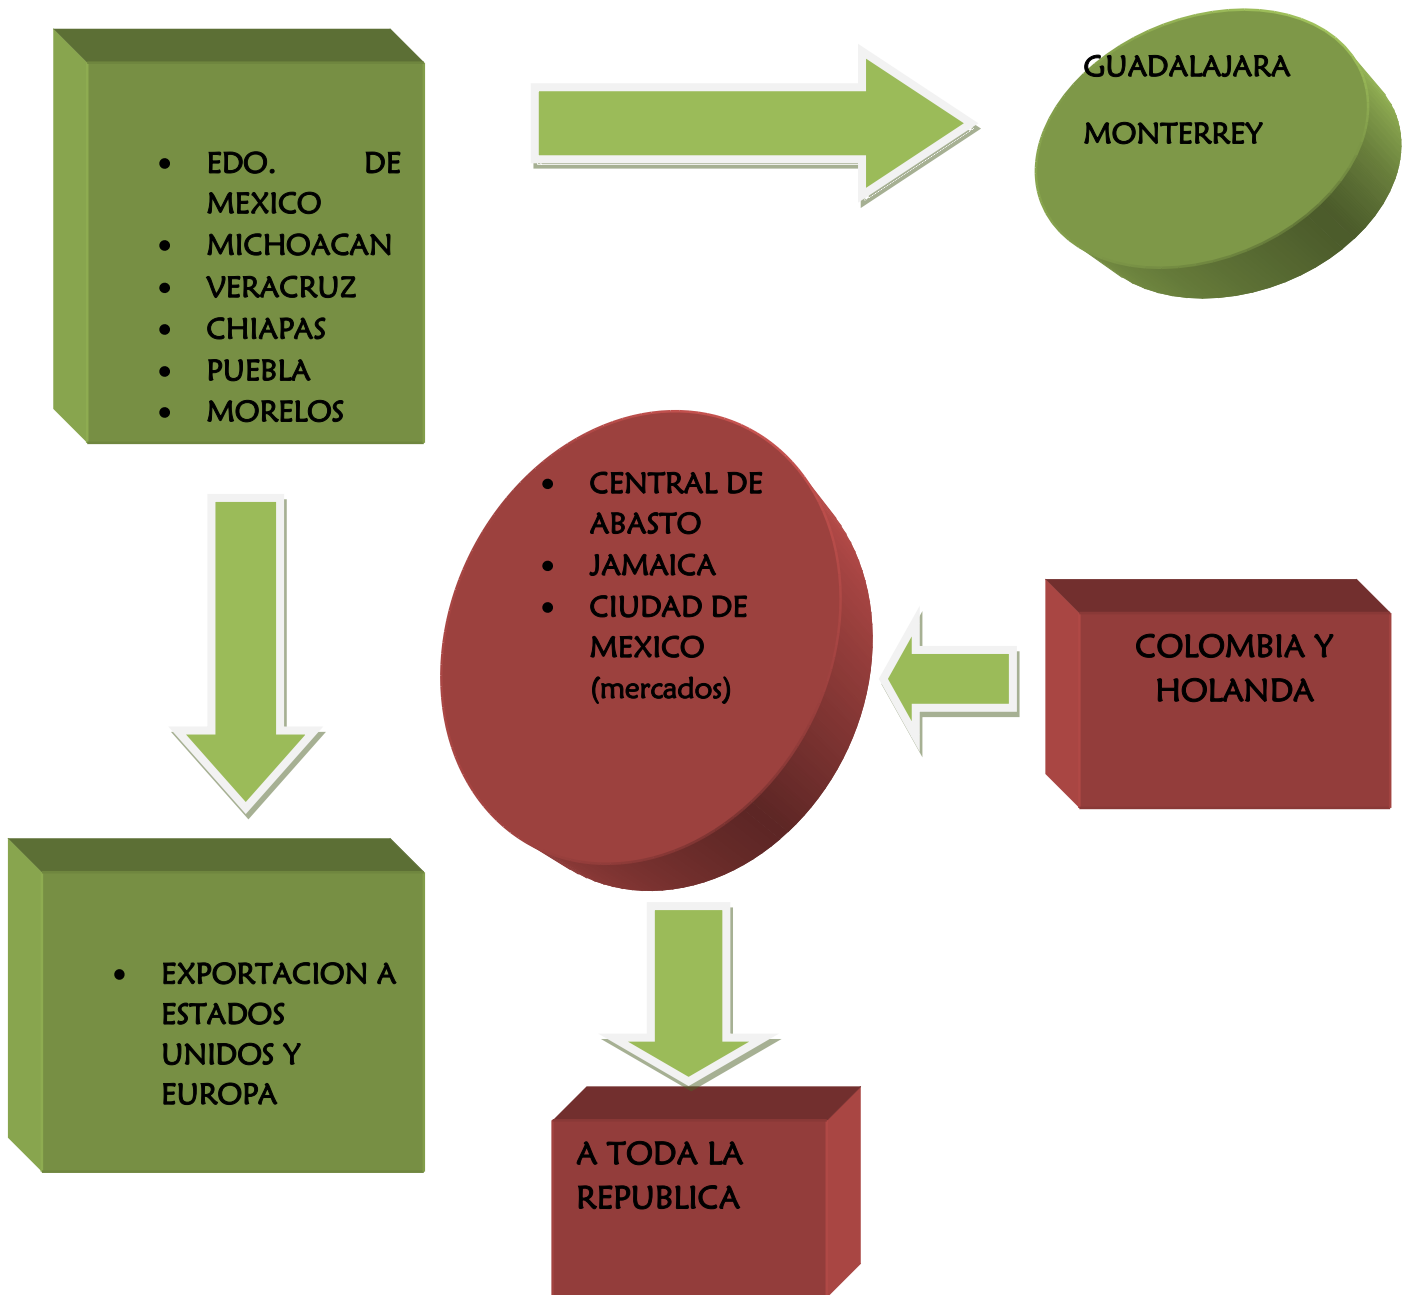 • EDO. DE
MEXICO
• MICHOACAN
• VERACRUZ
• CHIAPAS
• PUEBLA
• MORELOS
GUADALAJARA
MONTERREY
• CENTRAL DE
ABASTO
• JAMAICA
• CIUDAD DE
MEXICO
(mercados)
COLOMBIA Y
HOLANDA
• EXPORTACION A
ESTADOS
UNIDOS Y
EUROPA
A TODA LA
REPUBLICA